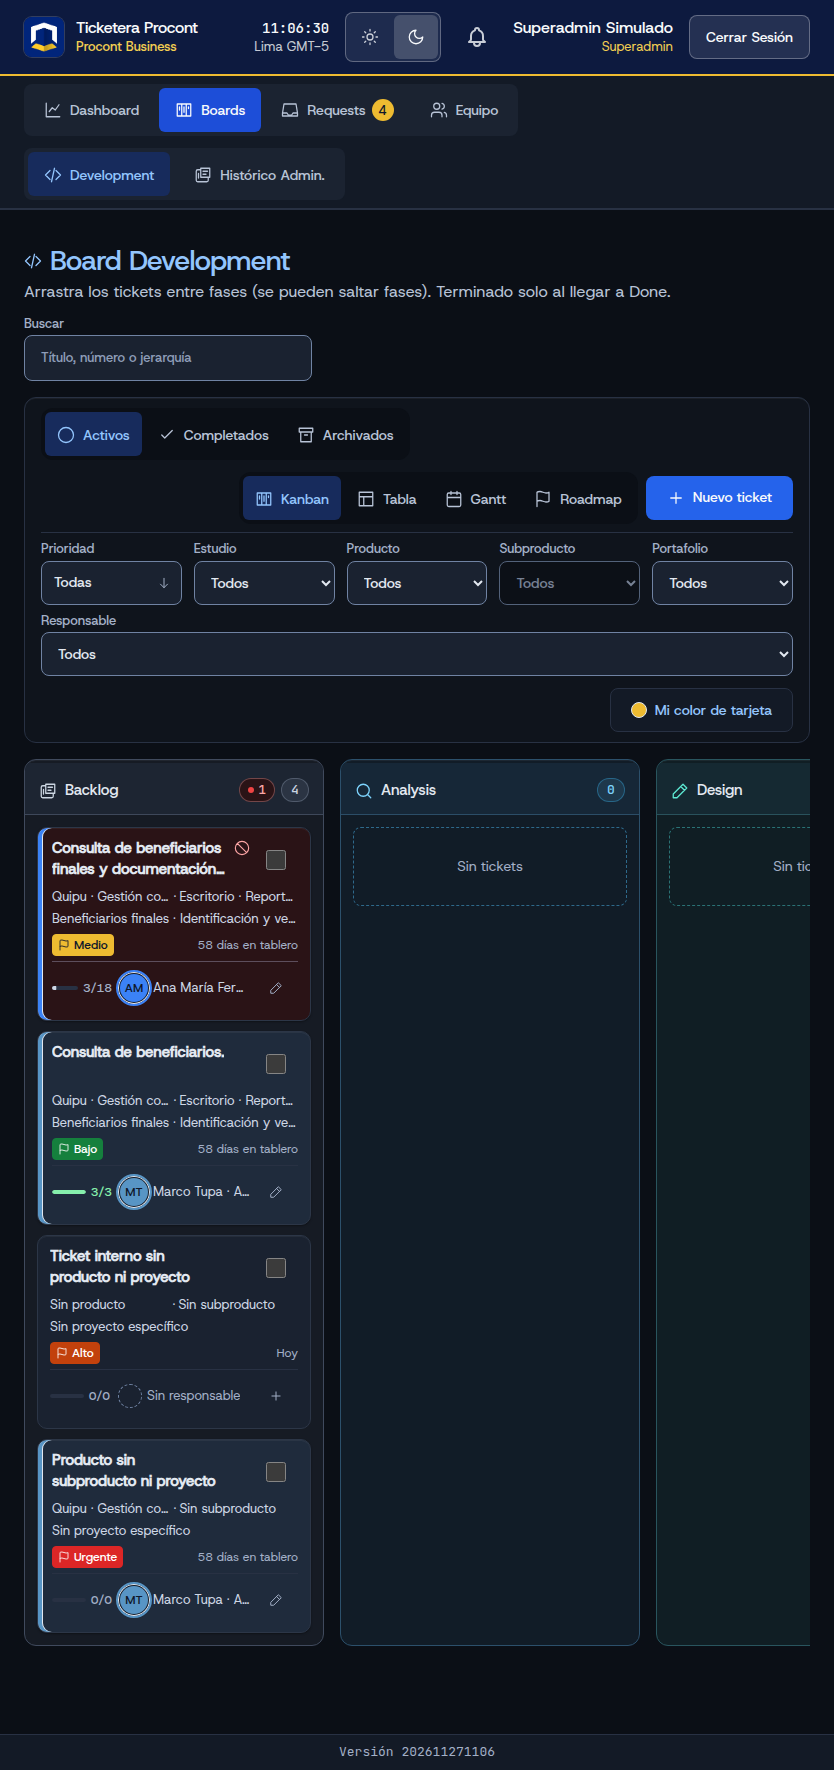 Ticketera Procont
Procont Business
11:06:30
Lima GMT-5
Superadmin Simulado
Superadmin
Cerrar Sesión
Dashboard
Boards
Requests 4
Equipo
Development
Histórico Admin.
Board Development
Arrastra los tickets entre fases (se pueden saltar fases). Terminado solo al llegar a Done.
Buscar
Título, número o jerarquía
Activos
Completados
Archivados
Kanban
Tabla
Gantt
Roadmap
Nuevo ticket
Prioridad
Estudio
Producto
Subproducto
Portafolio
Todas
Todos
Todos
Todos
Todos
Responsable
Todos
Mi color de tarjeta
Backlog
1
4
Analysis
0
Design
Consulta de beneficiarios
finales y documentación…
Quipu · Gestión co… · Escritorio · Report…
Beneficiarios finales · Identificación y ve…
Medio
58 días en tablero
3/18
AM
Ana María Fer…
Consulta de beneficiarios.
Quipu · Gestión co… · Escritorio · Report…
Beneficiarios finales · Identificación y ve…
Bajo
58 días en tablero
3/3
MT
Marco Tupa · A…
Ticket interno sin
producto ni proyecto
Sin producto · Sin subproducto
Sin proyecto específico
Alto
Hoy
0/0
Sin responsable
Producto sin
subproducto ni proyecto
Quipu · Gestión co… · Sin subproducto
Sin proyecto específico
Urgente
58 días en tablero
0/0
MT
Marco Tupa · A…
Sin tickets
Sin tic
Versión 202611271106